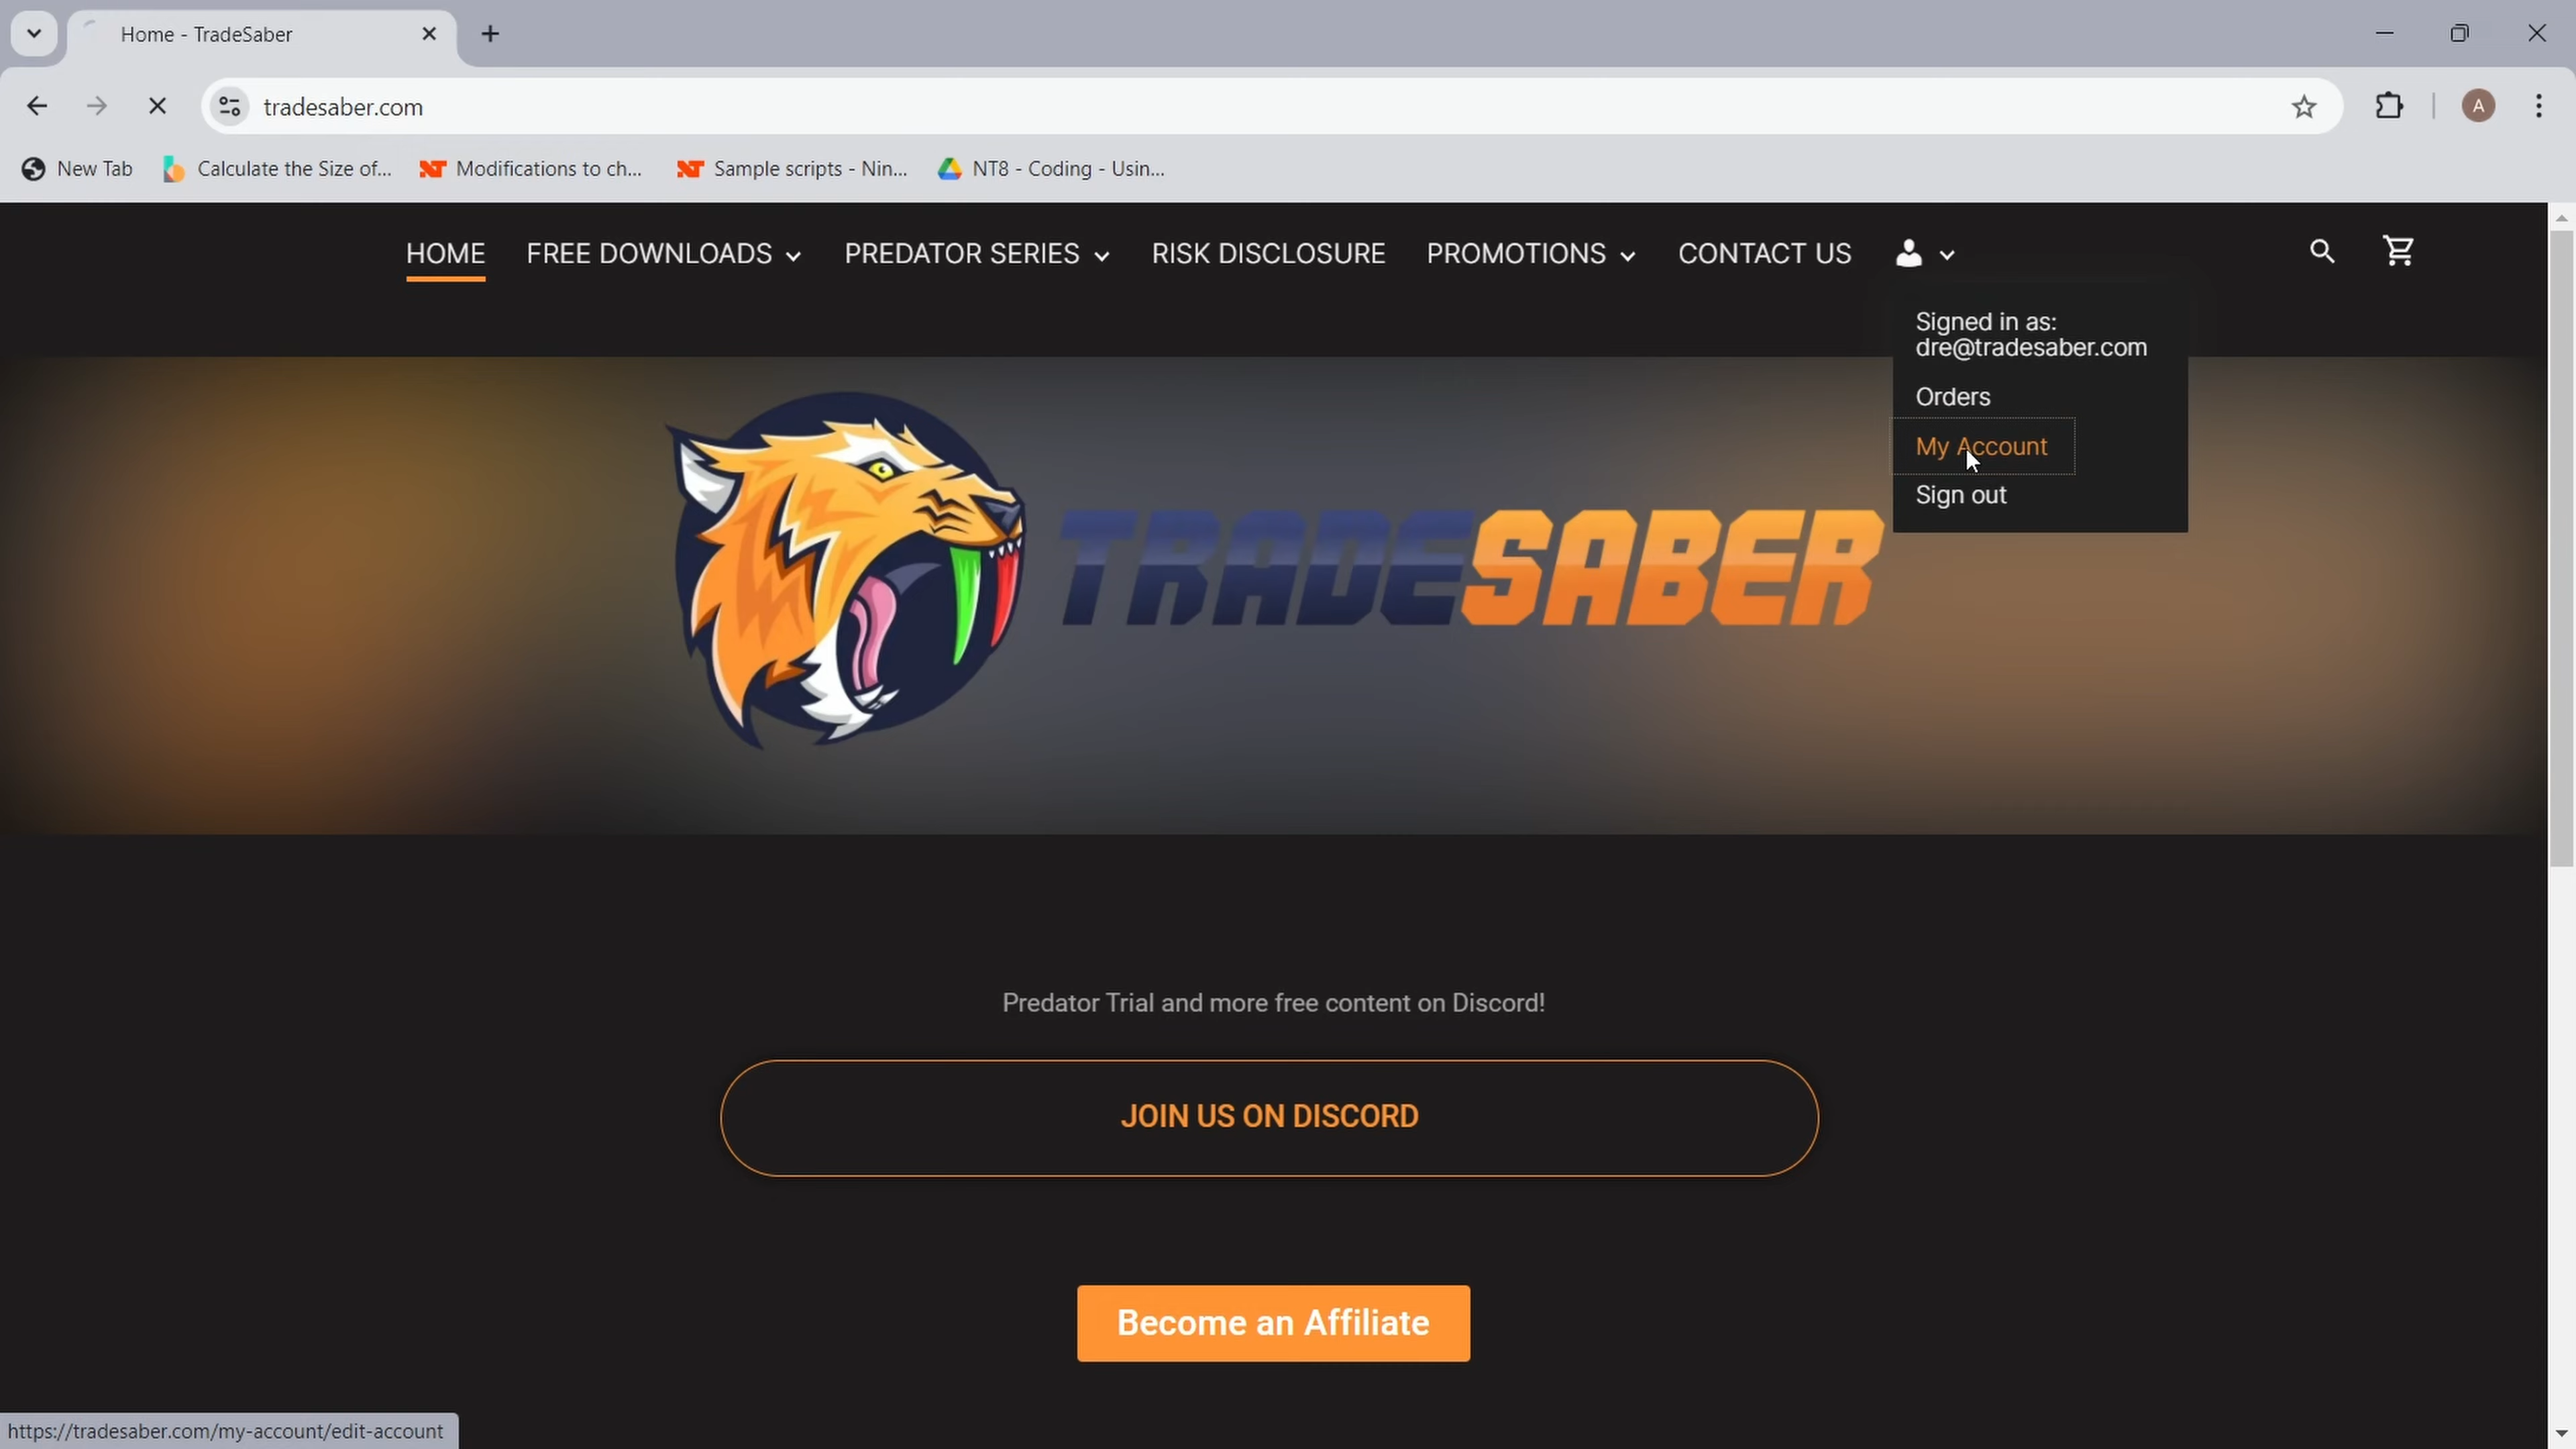 Home - TradeSaber
tradesaber.com
A
New Tab
Calculate the Size of...
Modifications to ch...
Sample scripts - Nin...
NT8 - Coding - Usin...
HOME
FREE DOWNLOADS
PREDATOR SERIES
RISK DISCLOSURE
PROMOTIONS
CONTACT US
Signed in as:
dre@tradesaber.com
Orders
My Account
Sign out
TRADESABER
Predator Trial and more free content on Discord!
JOIN US ON DISCORD
Become an Affiliate
https://tradesaber.com/my-account/edit-account